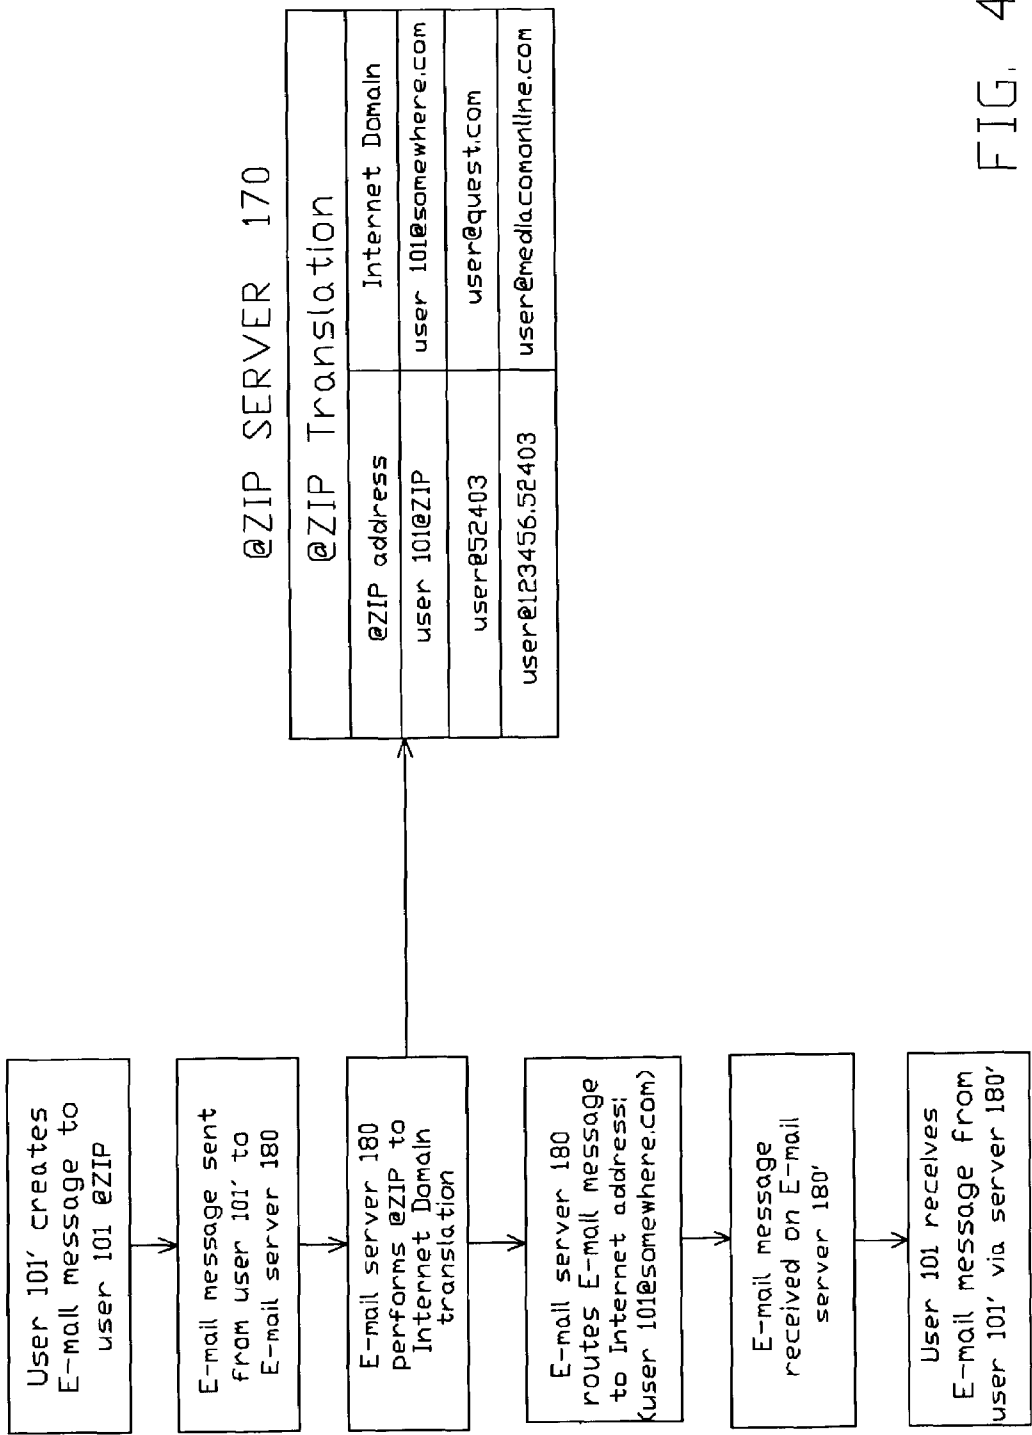 User 101' creates
E-mail message to
user 101 @ZIP
E-mail message sent
from user 101' to
E-mail server 180
E-mail server 180
performs @ZIP to
Internet Domain
translation
E-mail server 180
routes E-mail message
to Internet address:
(user 101@somewhere.com)
E-mail message
received on E-mail
server 180'
User 101 receives
E-mail message from
user 101' via server 180'
@ZIP SERVER 170
@ZIP Translation
@ZIP address
Internet Domain
user 101@ZIP
user 101@somewhere.com
user@52403
user@quest.com
user@123456.52403
user@mediacomonline.com
FIG. 4